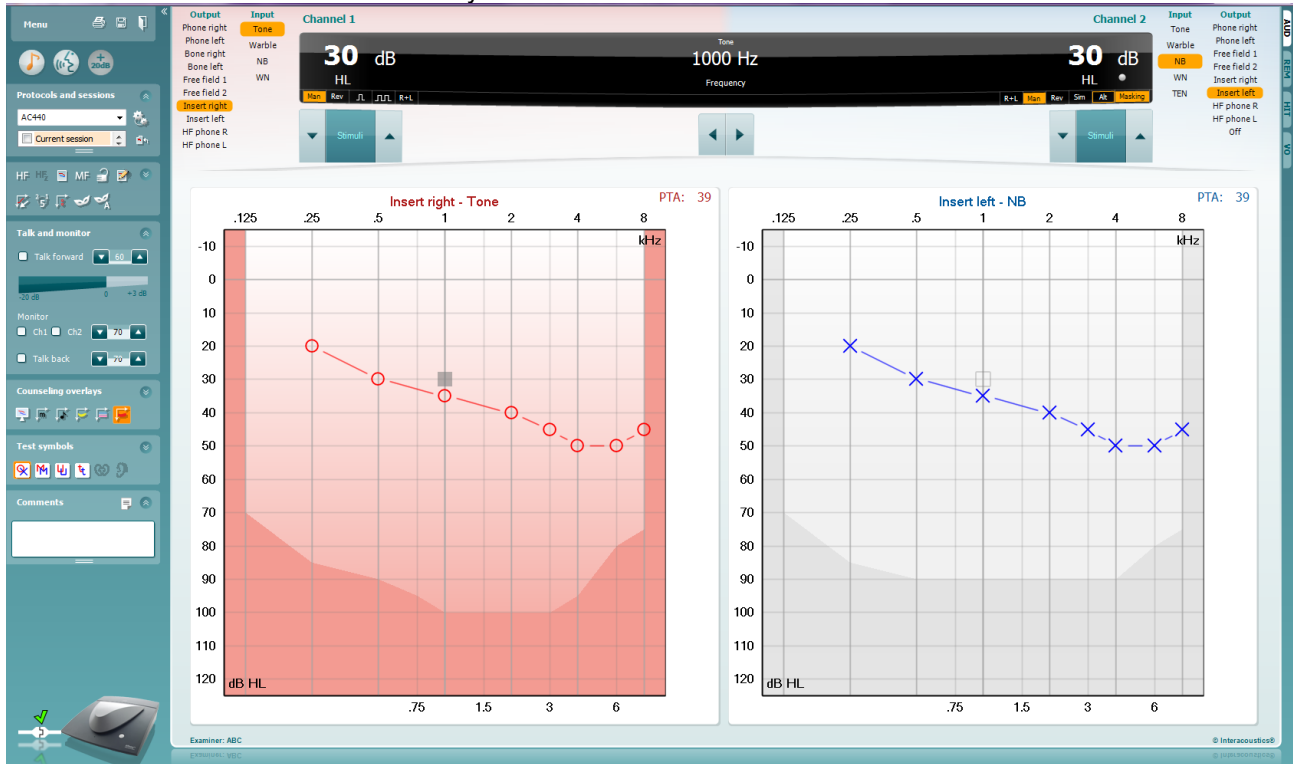 Menu
20dB
Protocols and sessions
AC440
Current session
HF
MF
Talk and monitor
Talk forward 60
-20 dB 0 +3 dB
Monitor
Ch1 Ch2 70
Talk back 70
Counseling overlays
Test symbols
Comments
Output
Phone right
Phone left
Bone right
Bone left
Free field 1
Free field 2
Insert right
Insert left
HF phone R
HF phone L
Input
Tone
Warble
NB
WN
Channel 1
30 dB
HL
Man Rev R+L
Tone
1000 Hz
Frequency
Channel 2
30 dB
HL
R+L Man Rev Sim Alt Masking
Input
Tone
Warble
NB
WN
TEN
Output
Phone right
Phone left
Free field 1
Free field 2
Insert right
Insert left
HF phone R
HF phone L
Off
AUD
REM
HIT
VO
Stimuli
Stimuli
Insert right - Tone
PTA: 39
.125 .25 .5 1 2 4 8
kHz
-10
0
10
20
30
40
50
60
70
80
90
100
110
120
dB HL
.75 1.5 3 6
Insert left - NB
PTA: 39
.125 .25 .5 1 2 4 8
kHz
-10
0
10
20
30
40
50
60
70
80
90
100
110
120
dB HL
.75 1.5 3 6
Examiner: ABC
© Interacoustics®